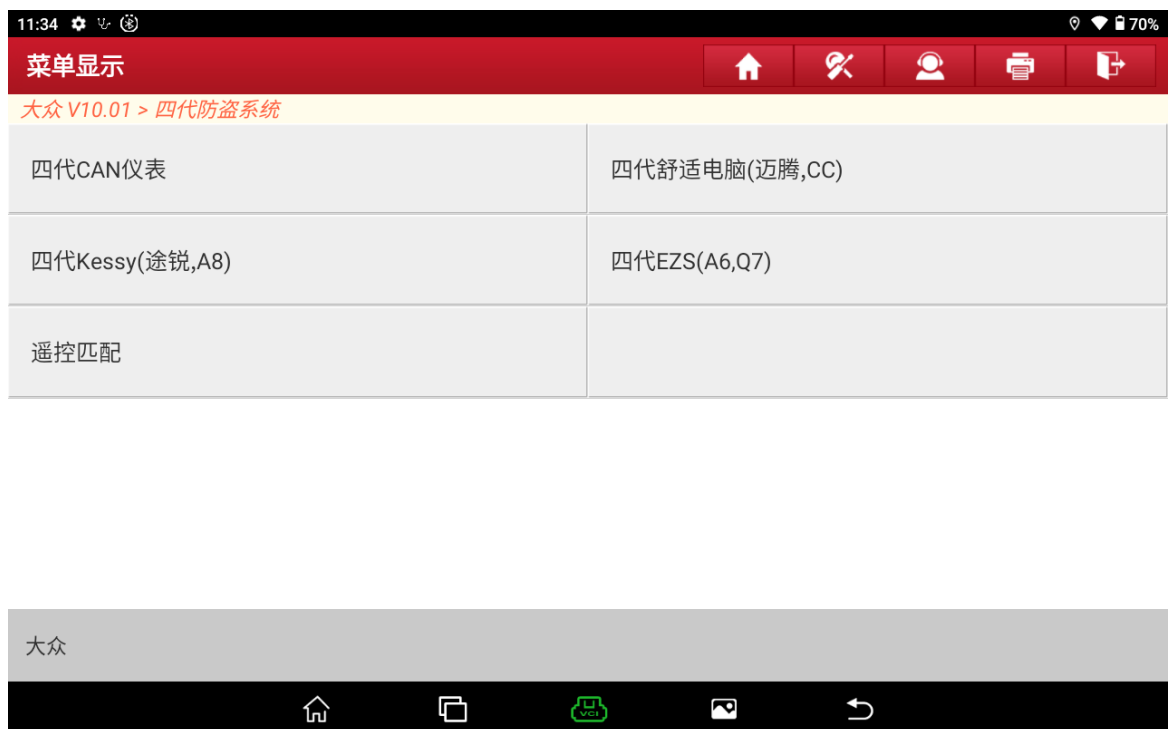 11:34 70%
菜单显示
大众 V10.01 > 四代防盗系统
四代CAN仪表 四代舒适电脑(迈腾,CC)
四代Kessy(途锐,A8) 四代EZS(A6,Q7)
遥控匹配
大众
VCI